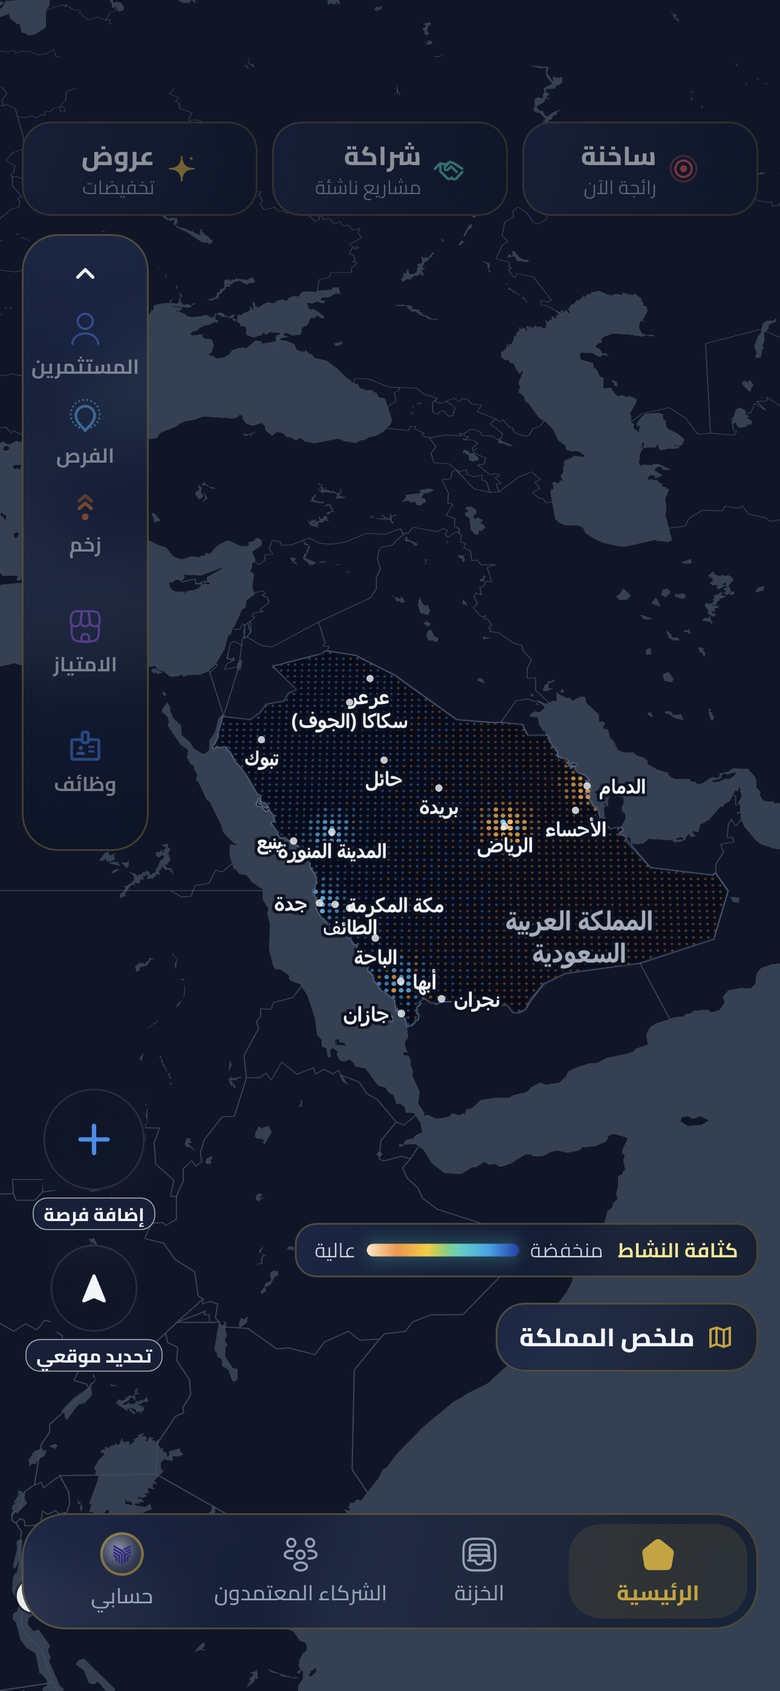 ساخنة
رائجة الآن
شراكة
مشاريع ناشئة
عروض
تخفيضات
المستثمرين
الفرص
زخم
الامتياز
وظائف
عرعر
سكاكا (الجوف)
تبوك
حائل
بريدة
الدمام
الأحساء
الرياض
المدينة المنورة
ينبع
مكة المكرمة
جدة
الطائف
المملكة العربية
السعودية
الباحة
أبها
نجران
جازان
إضافة فرصة
كثافة النشاط منخفضة عالية
ملخص المملكة
تحديد موقعي
الرئيسية
الخزنة
الشركاء المعتمدون
حسابي